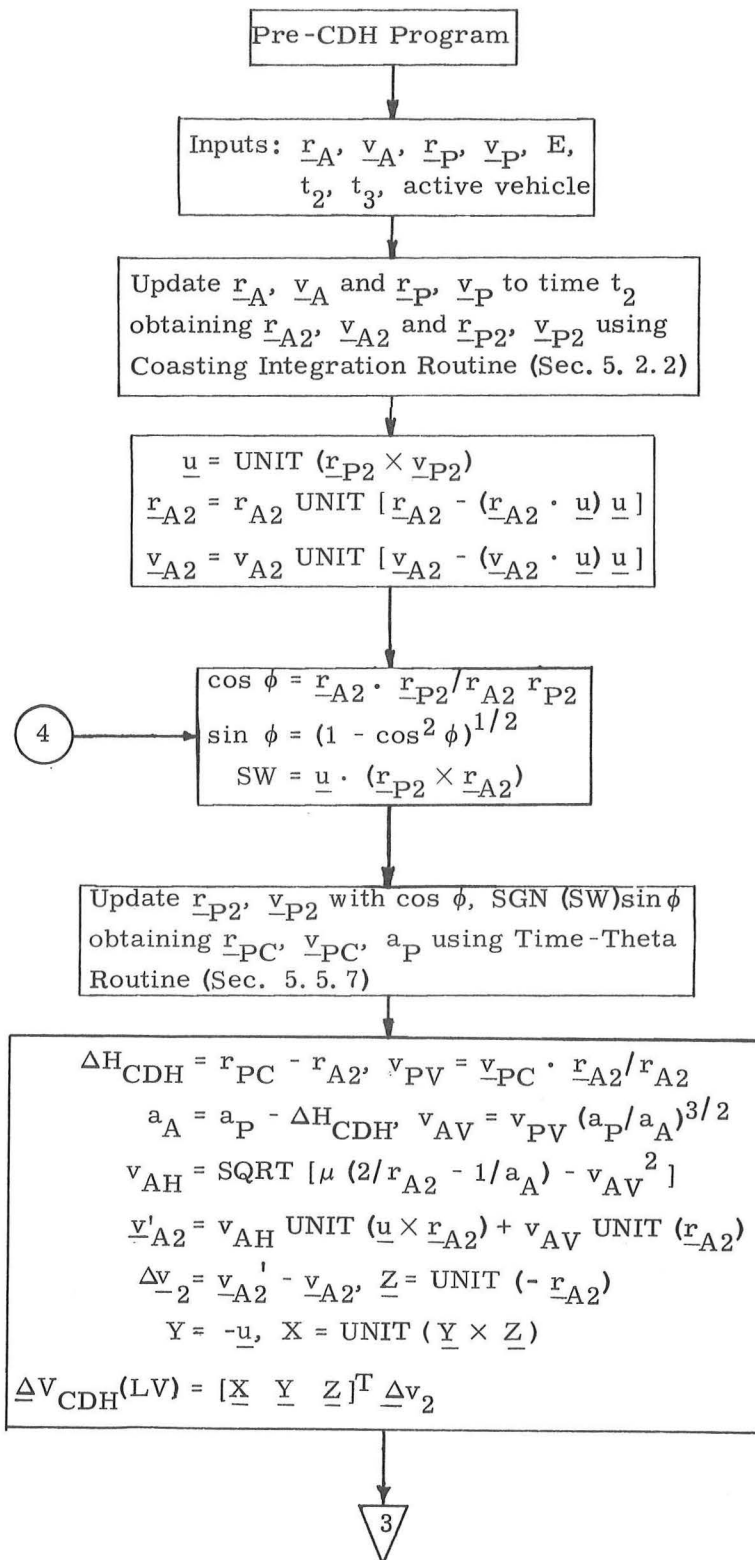 Pre-CDH Program
Inputs: r_A, v_A, r_P, v_P, E,
t_2, t_3, active vehicle
Update r_A, v_A and r_P, v_P to time t_2
obtaining r_A2, v_A2 and r_P2, v_P2 using
Coasting Integration Routine (Sec. 5. 2. 2)
u = UNIT (r_P2 × v_P2)
r_A2 = r_A2 UNIT [ r_A2 - (r_A2 · u) u ]
v_A2 = v_A2 UNIT [ v_A2 - (v_A2 · u) u ]
4
cos φ = r_A2 · r_P2/r_A2 r_P2
sin φ = (1 - cos² φ)^1/2
SW = u · (r_P2 × r_A2)
Update r_P2, v_P2 with cos φ, SGN (SW)sin φ
obtaining r_PC, v_PC, a_P using Time-Theta
Routine (Sec. 5. 5. 7)
ΔH_CDH = r_PC - r_A2, v_PV = v_PC · r_A2/r_A2
a_A = a_P - ΔH_CDH, v_AV = v_PV (a_P/a_A)^3/2
v_AH = SQRT [ μ (2/r_A2 - 1/a_A) - v_AV² ]
v'_A2 = v_AH UNIT (u × r_A2) + v_AV UNIT (r_A2)
Δv_2 = v_A2' - v_A2, Z = UNIT (- r_A2)
Y = -u, X = UNIT ( Y × Z )
ΔV_CDH(LV) = [X Y Z]^T Δv_2
3